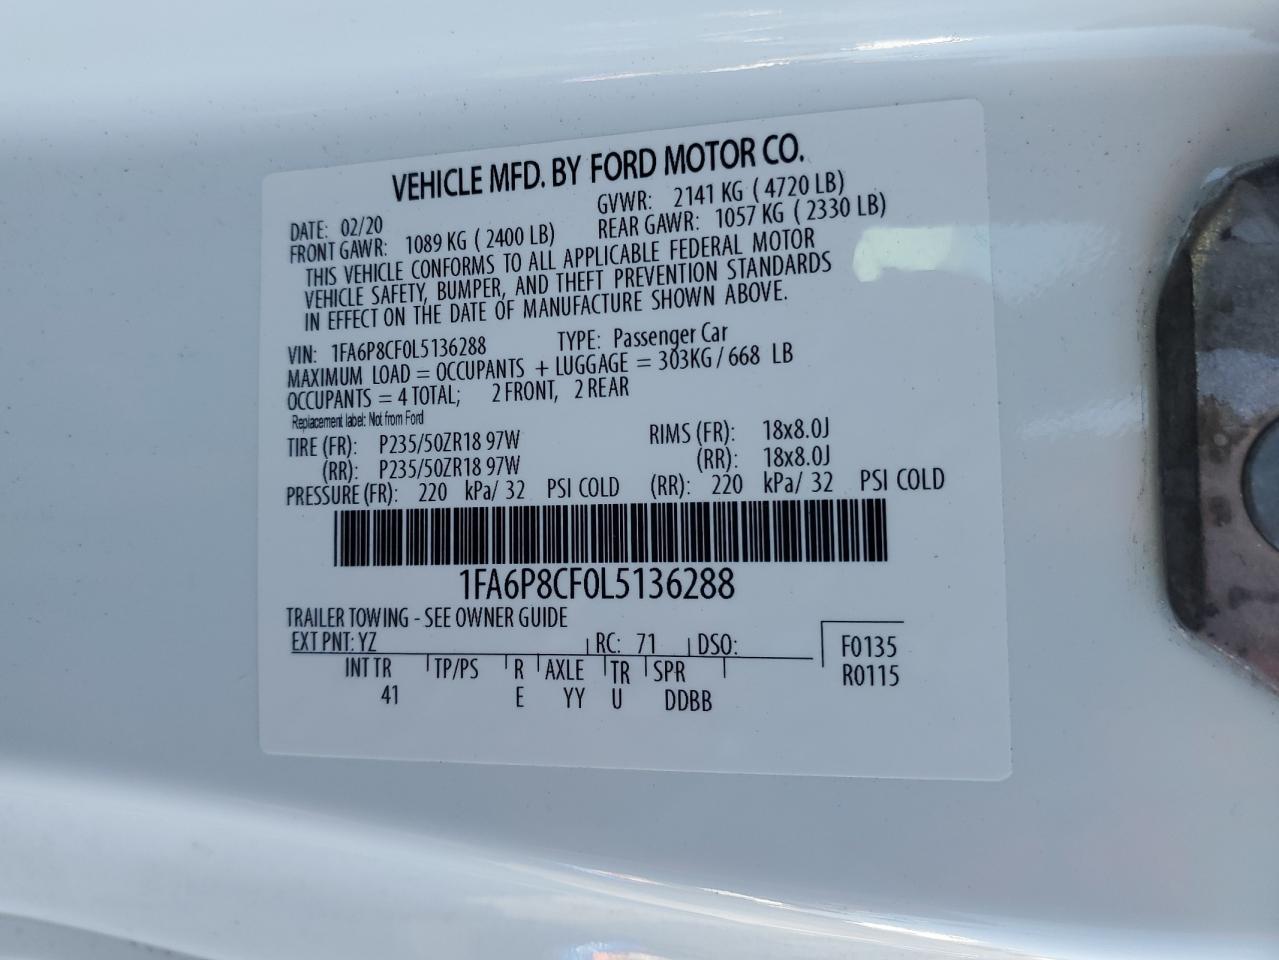 VEHICLE MFD. BY FORD MOTOR CO.
DATE: 02/20 GVWR: 2141 KG ( 4720 LB)
FRONT GAWR: 1089 KG ( 2400 LB) REAR GAWR: 1057 KG ( 2330 LB)
THIS VEHICLE CONFORMS TO ALL APPLICABLE FEDERAL MOTOR
VEHICLE SAFETY, BUMPER, AND THEFT PREVENTION STANDARDS
IN EFFECT ON THE DATE OF MANUFACTURE SHOWN ABOVE.
VIN: 1FA6P8CF0L5136288 TYPE: Passenger Car
MAXIMUM LOAD = OCCUPANTS + LUGGAGE = 303KG / 668 LB
OCCUPANTS = 4 TOTAL; 2 FRONT, 2 REAR
Replacement label: Not from Ford
TIRE (FR): P235/50ZR18 97W RIMS (FR): 18x8.0J
(RR): P235/50ZR18 97W (RR): 18x8.0J
PRESSURE (FR): 220 kPa/ 32 PSI COLD (RR): 220 kPa/ 32 PSI COLD
1FA6P8CF0L5136288
TRAILER TOWING - SEE OWNER GUIDE
EXT PNT: YZ RC: 71 DSO: F0135
INT TR TP/PS R AXLE TR SPR R0115
41 E YY U DDBB